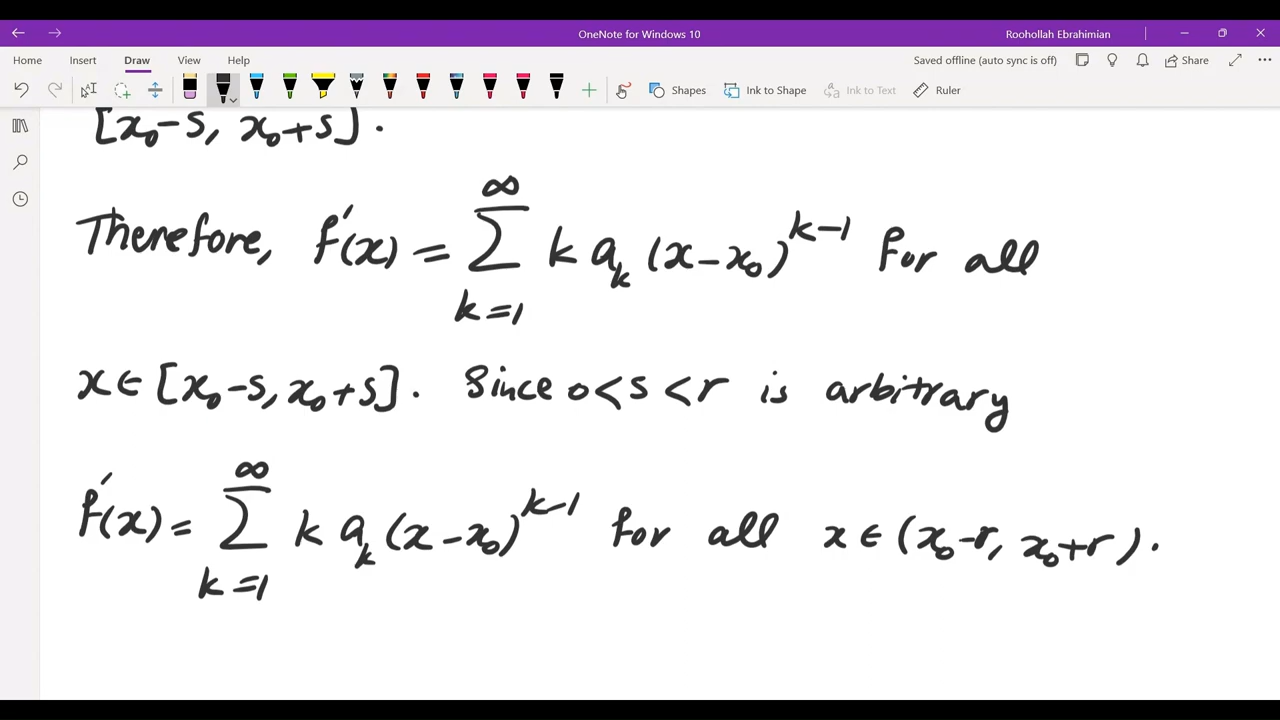 OneNote for Windows 10
Roohollah Ebrahimian
Home Insert Draw View Help
Saved offline (auto sync is off)
Share
Shapes
Ink to Shape
Ink to Text
Ruler
[x₀-s, x₀+s].
Therefore, f'(x) = ∑_{k=1}^{∞} k a_k (x-x₀)^{k-1} for all
x ∈ [x₀-s, x₀+s]. Since 0<s<r is arbitrary
f'(x) = ∑_{k=1}^{∞} k a_k (x-x₀)^{k-1} for all x ∈ (x₀-r, x₀+r).